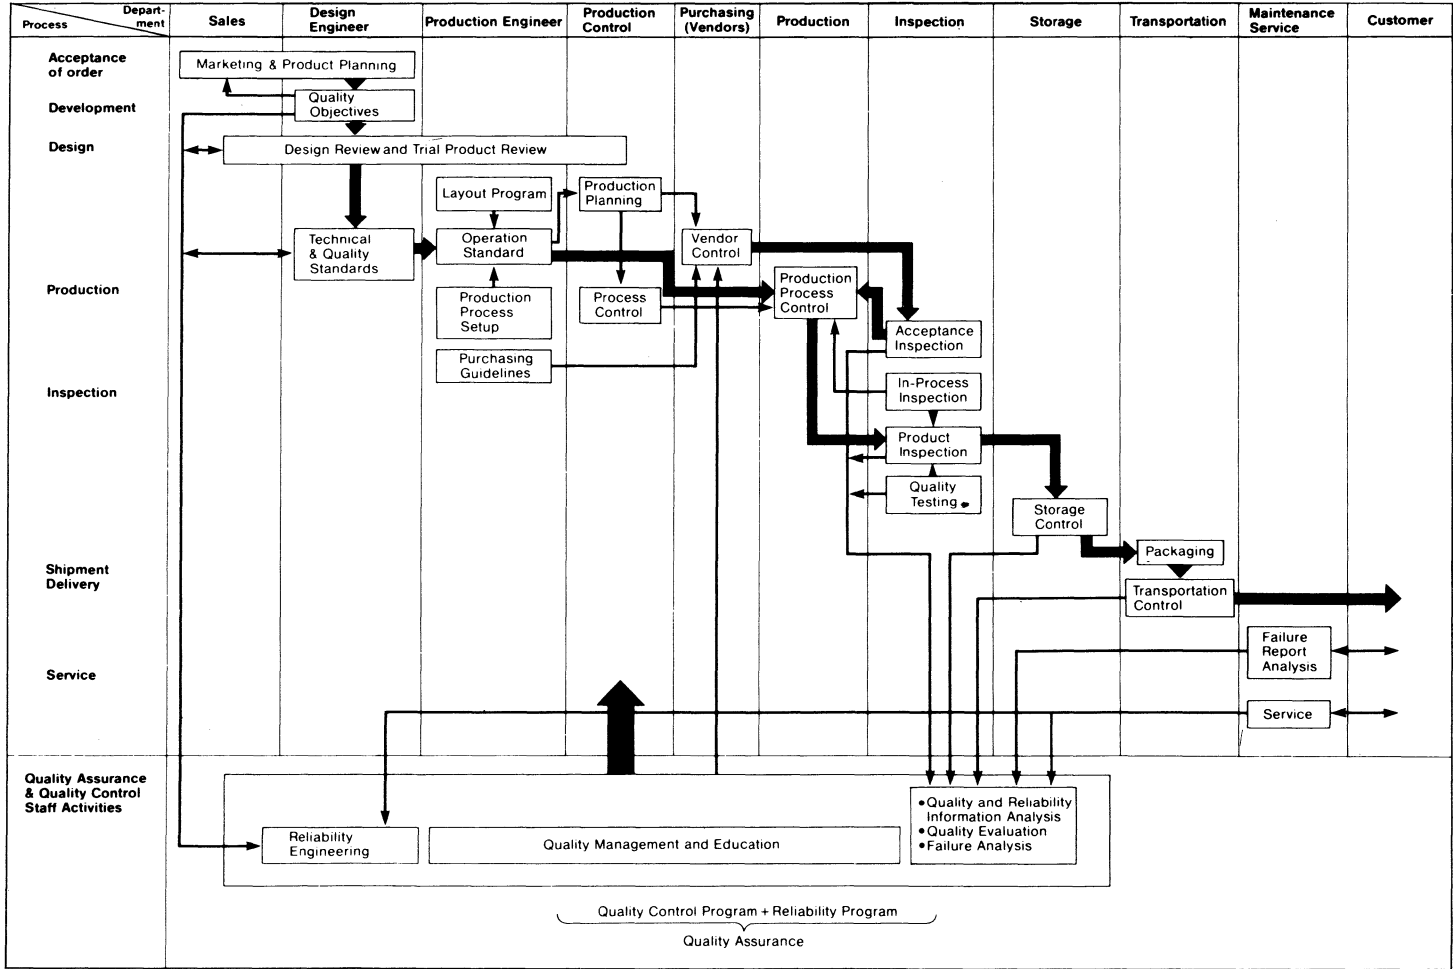 Depart-
ment
Process
Sales
Design
Engineer
Production Engineer
Production
Control
Purchasing
(Vendors)
Production
Inspection
Storage
Transportation
Maintenance
Service
Customer
Acceptance
of order
Marketing & Product Planning
Development
Quality
Objectives
Design
Design Review and Trial Product Review
Layout Program
Production
Planning
Technical
& Quality
Standards
Operation
Standard
Vendor
Control
Production
Production
Process
Setup
Process
Control
Production
Process
Control
Acceptance
Inspection
Purchasing
Guidelines
Inspection
In-Process
Inspection
Product
Inspection
Quality
Testing
Storage
Control
Packaging
Shipment
Delivery
Transportation
Control
Failure
Report
Analysis
Service
Service
Quality Assurance
& Quality Control
Staff Activities
Reliability
Engineering
Quality Management and Education
•Quality and Reliability
Information Analysis
•Quality Evaluation
•Failure Analysis
Quality Control Program + Reliability Program
Quality Assurance